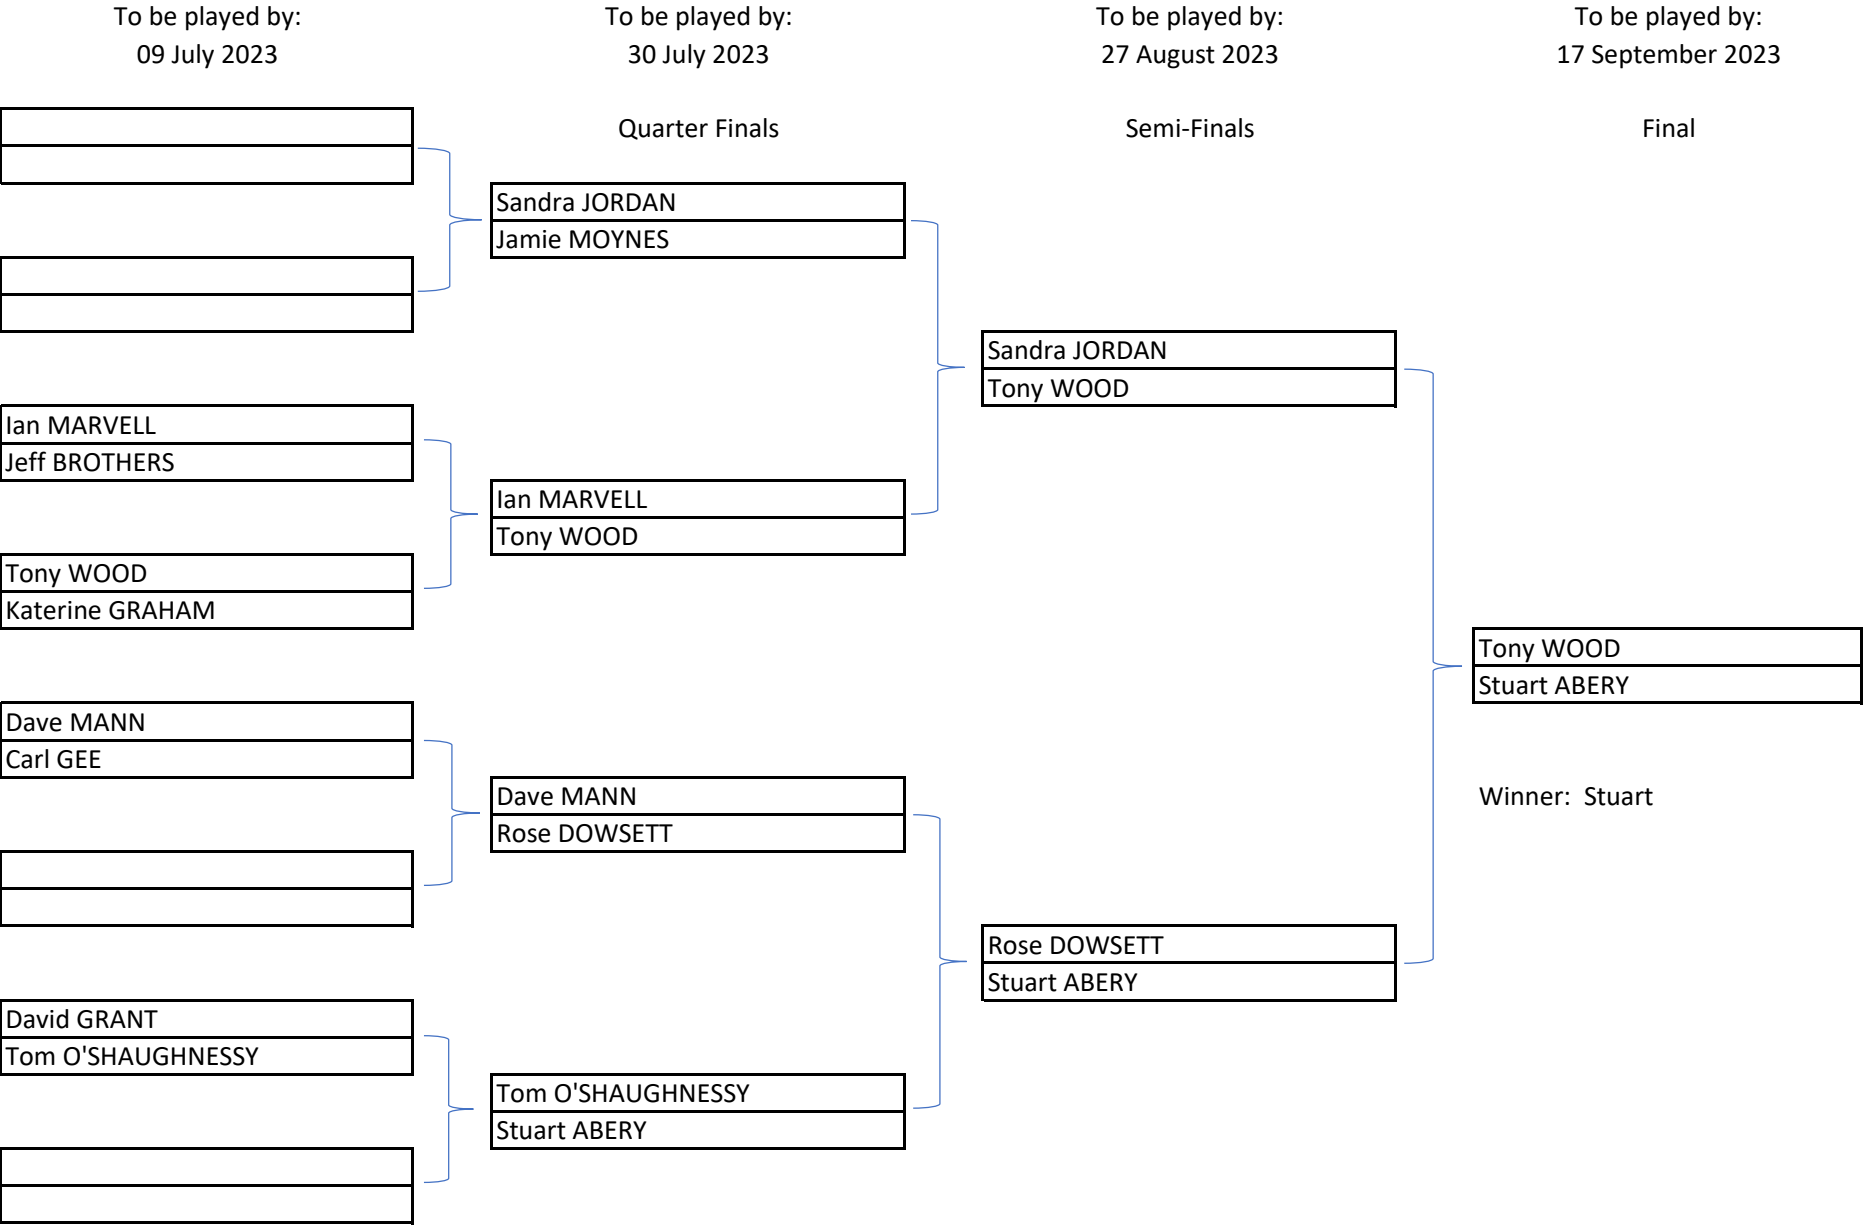 To be played by:
09 July 2023
To be played by:
30 July 2023
To be played by:
27 August 2023
To be played by:
17 September 2023
Quarter Finals
Semi-Finals
Final
Ian MARVELL
Jeff BROTHERS
Tony WOOD
Katerine GRAHAM
Dave MANN
Carl GEE
David GRANT
Tom O'SHAUGHNESSY
Sandra JORDAN
Jamie MOYNES
Ian MARVELL
Tony WOOD
Dave MANN
Rose DOWSETT
Tom O'SHAUGHNESSY
Stuart ABERY
Sandra JORDAN
Tony WOOD
Rose DOWSETT
Stuart ABERY
Tony WOOD
Stuart ABERY
Winner:  Stuart